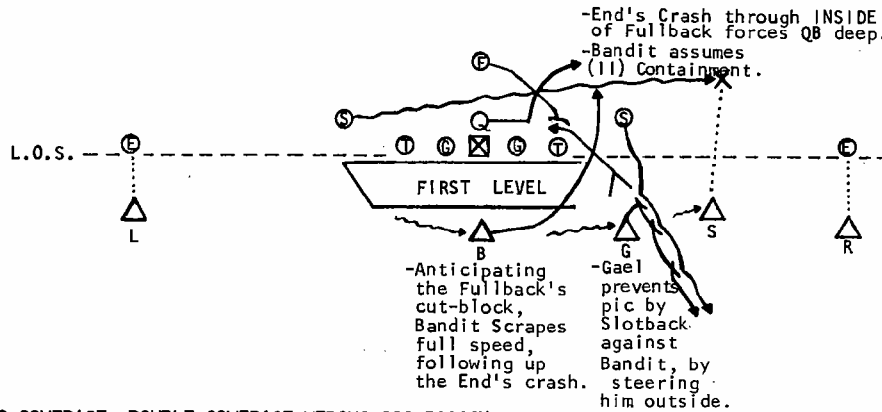 -End's Crash through INSIDE
of Fullback forces QB deep.
-Bandit assumes
(II) Containment.
F
S
Q
S
L.O.S.
E
T
G
X
G
T
E
FIRST LEVEL
L
B
G
S
R
-Anticipating
the Fullback's
cut-block,
Bandit Scrapes
full speed,
following up
the End's crash.
-Gael
prevents
pic by
Slotback
against
Bandit, by
steering
him outside.